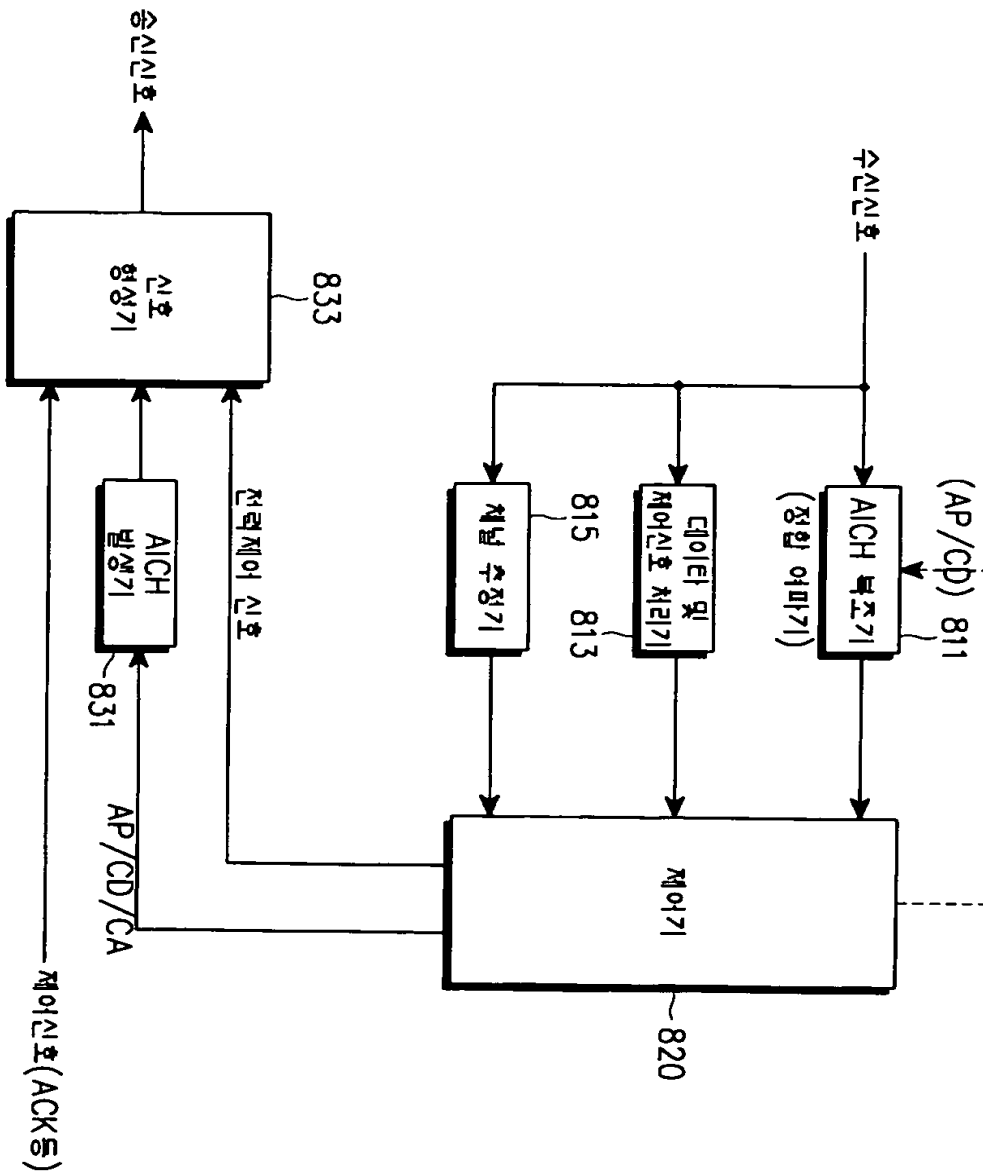 (AP/CD)
811
수신신호
AICH 복조기
(정합 여파기)
데이타 및
제어신호 처리기
813
815
채널 추정기
제어기
820
전력제어 신호
833
송신신호
신호
형성기
AICH
발생기
831
AP/CD/CA
제어신호(ACK등)